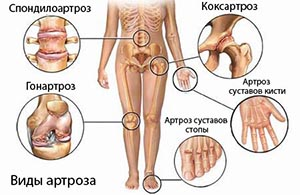 Спондилоартроз
Коксартроз
Гонартроз
Артроз
суставов кисти
Артроз суставов
стопы
Виды артроза